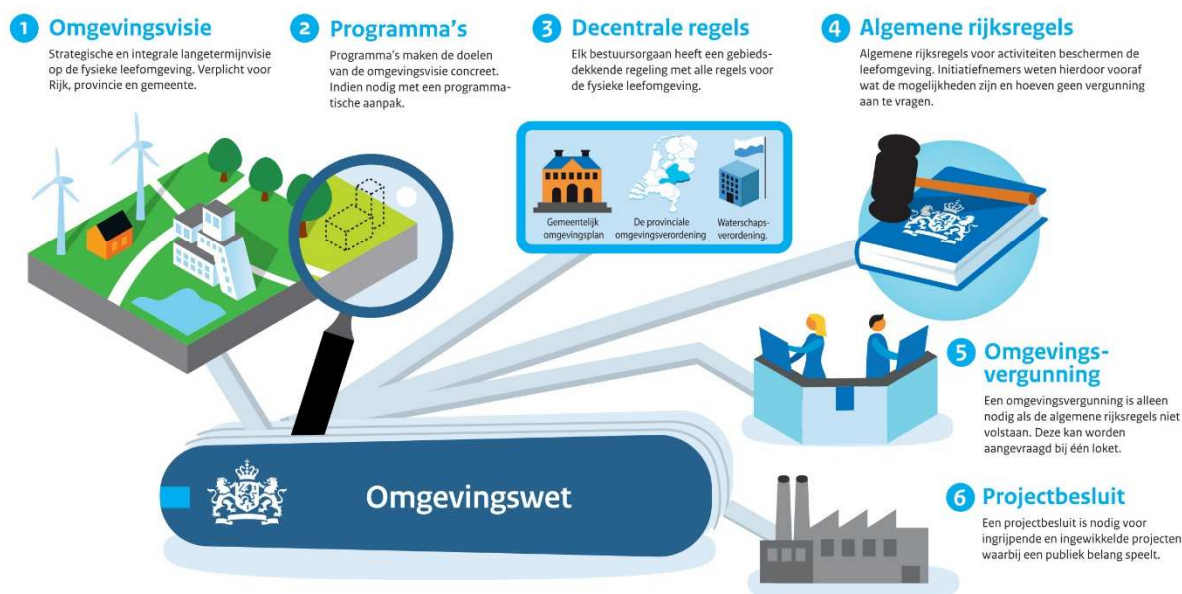 1 Omgevingsvisie
Strategische en integrale langetermijnvisie
op de fysieke leefomgeving. Verplicht voor
Rijk, provincie en gemeente.
2 Programma's
Programma's maken de doelen
van de omgevingsvisie concreet.
Indien nodig met een programma-
tische aanpak.
3 Decentrale regels
Elk bestuursorgaan heeft een gebieds-
dekkende regeling met alle regels voor
de fysieke leefomgeving.
Gemeentelijk
omgevingsplan
De provinciale
omgevingsverordening
Waterschaps-
verordening.
4 Algemene rijksregels
Algemene rijksregels voor activiteiten beschermen de
leefomgeving. Initiatiefnemers weten hierdoor vooraf
wat de mogelijkheden zijn en hoeven geen vergunning
aan te vragen.
5 Omgevings-
vergunning
Een omgevingsvergunning is alleen
nodig als de algemene rijksregels niet
volstaan. Deze kan worden
aangevraagd bij één loket.
6 Projectbesluit
Een projectbesluit is nodig voor
ingrijpende en ingewikkelde projecten
waarbij een publiek belang speelt.
Omgevingswet